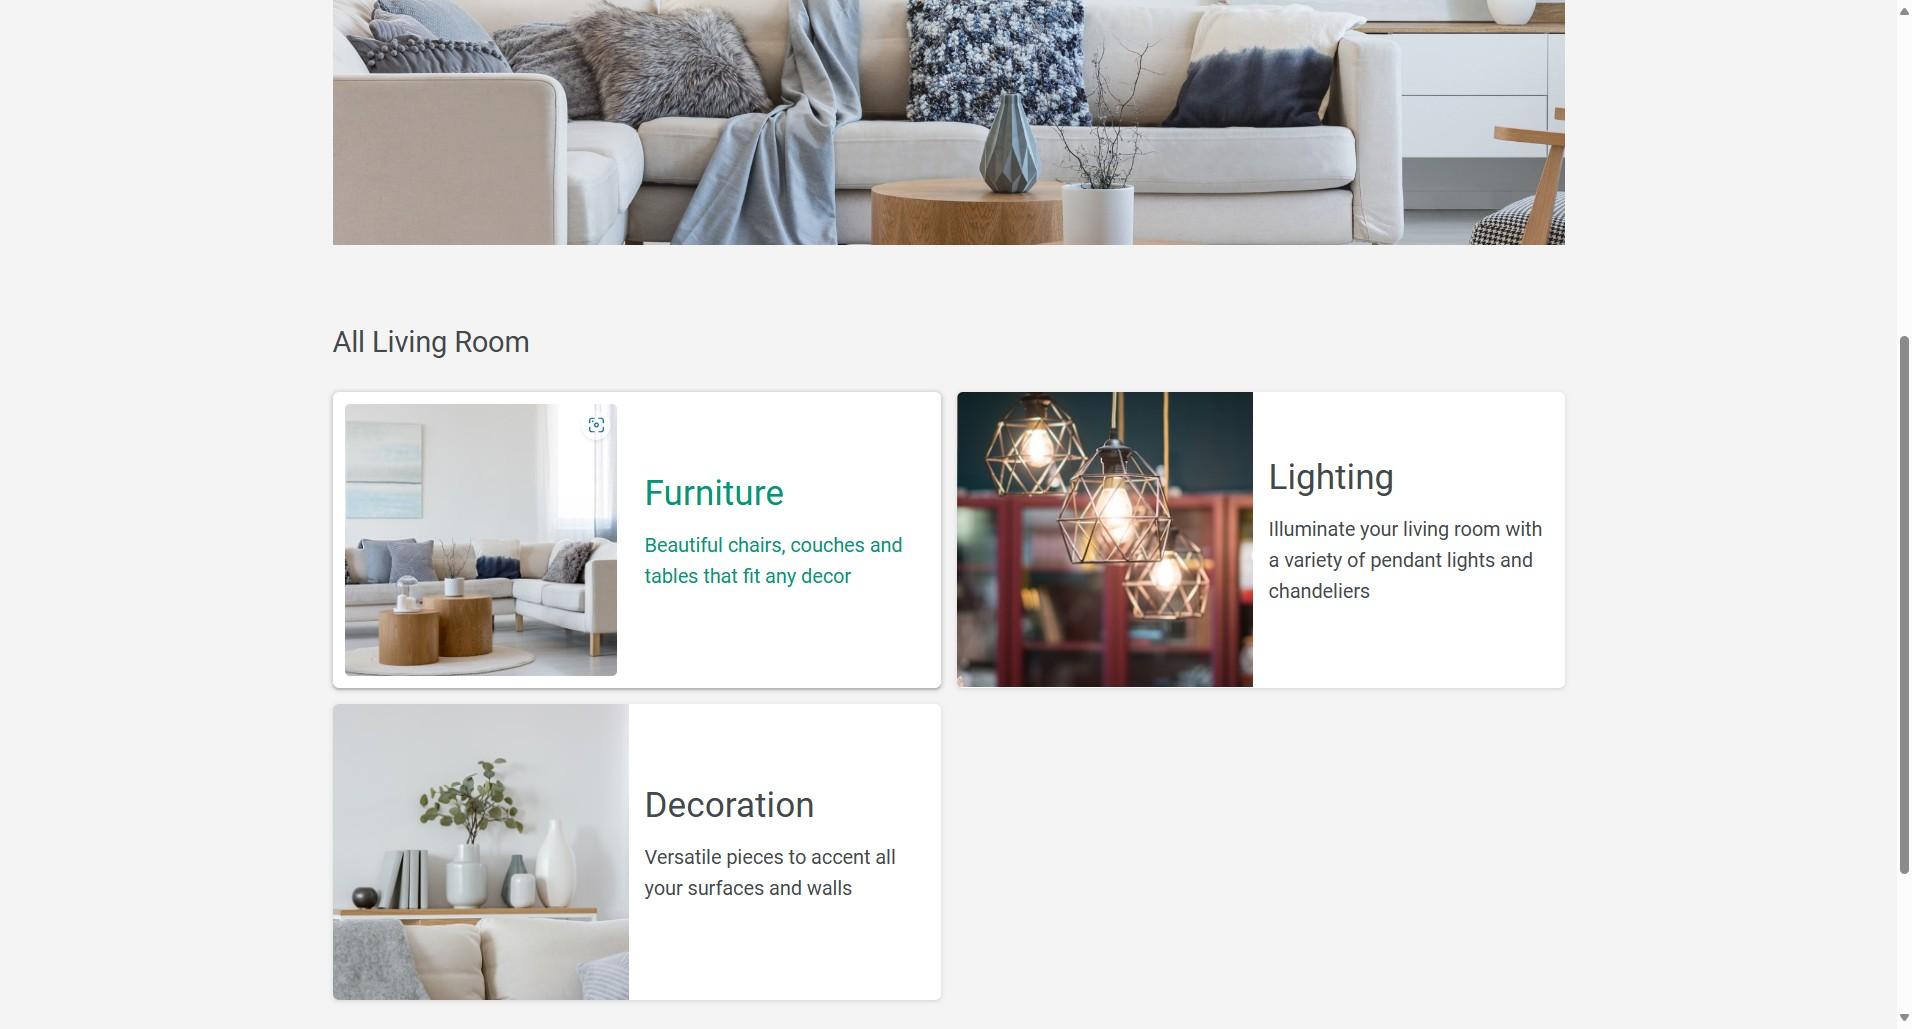 All Living Room
Furniture
Beautiful chairs, couches and
tables that fit any decor
Lighting
Illuminate your living room with
a variety of pendant lights and
chandeliers
Decoration
Versatile pieces to accent all
your surfaces and walls